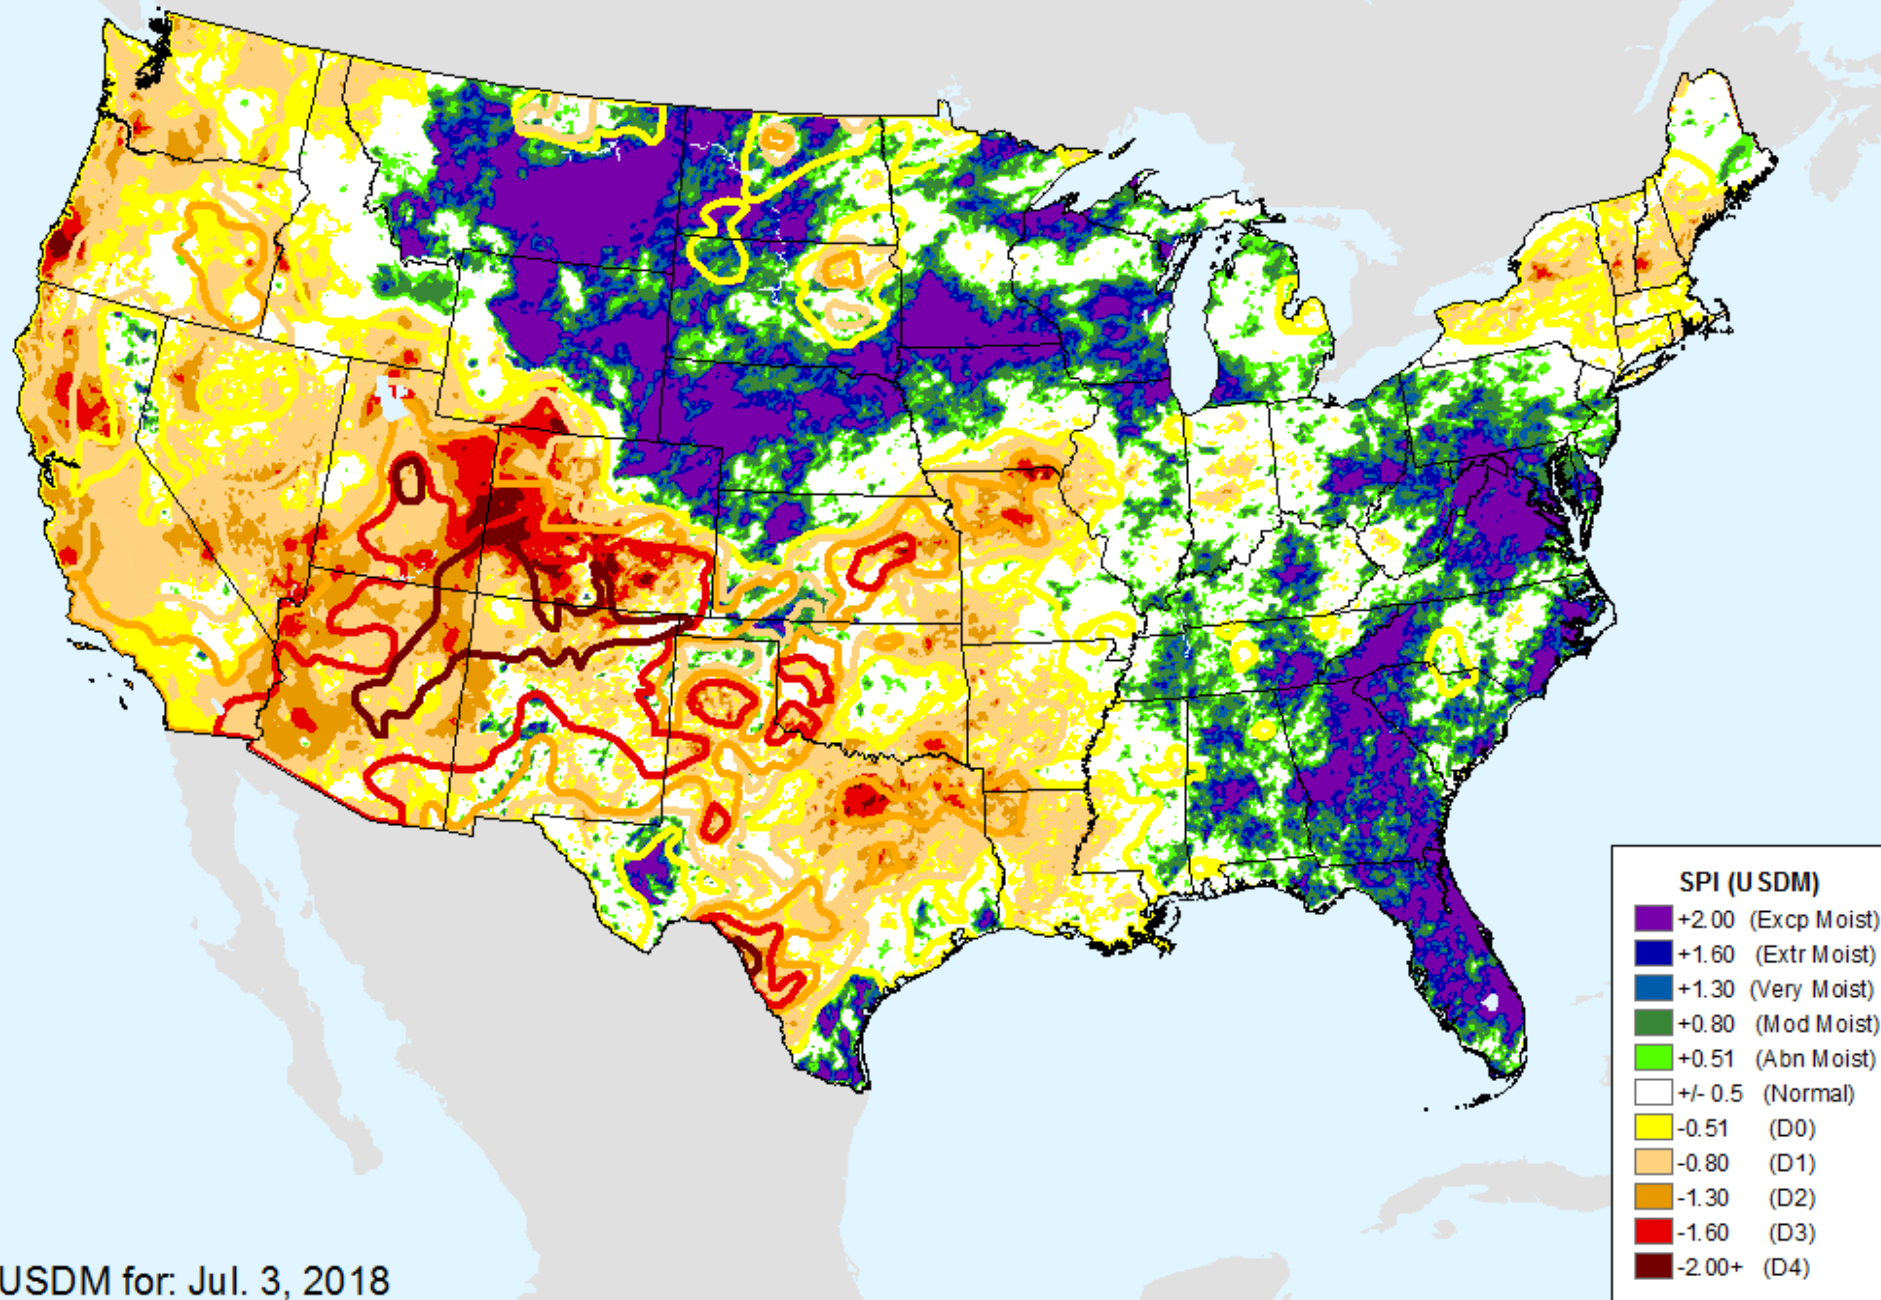 SPI (USDM)
+2.00 (Excp Moist)
+1.60 (Extr Moist)
+1.30 (Very Moist)
+0.80 (Mod Moist)
+0.51 (Abn Moist)
+/- 0.5 (Normal)
-0.51 (D0)
-0.80 (D1)
-1.30 (D2)
-1.60 (D3)
-2.00+ (D4)
USDM for: Jul. 3, 2018